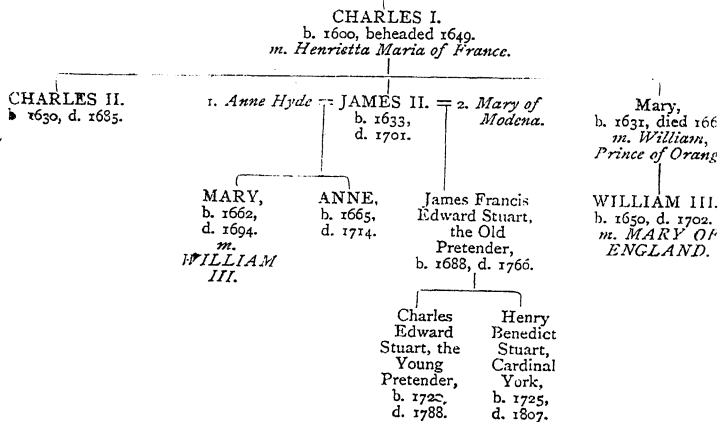 CHARLES I.
b. 1600, beheaded 1649.
m. Henrietta Maria of France.
CHARLES II.
b 1630, d. 1685.
1. Anne Hyde = JAMES II. = 2. Mary of
Modena.
b. 1633,
d. 1701.
Mary,
b. 1631, died 166
m. William,
Prince of Orang
MARY,
b. 1662,
d. 1694.
m.
WILLIAM
III.
ANNE,
b. 1665,
d. 1714.
James Francis
Edward Stuart,
the Old
Pretender,
b. 1688, d. 1766.
WILLIAM III.
b. 1650, d. 1702.
m. MARY OF
ENGLAND.
Charles
Edward
Stuart, the
Young
Pretender,
b.
d. 1788.
Henry
Benedict
Stuart,
Cardinal
York,
b. 1725,
d. 1807.